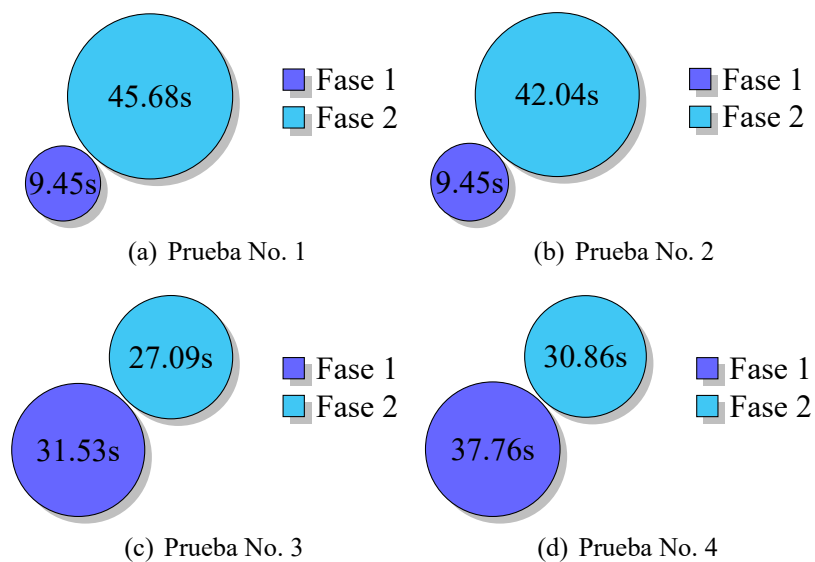 45.68s
9.45s
Fase 1
Fase 2
(a) Prueba No. 1
42.04s
9.45s
Fase 1
Fase 2
(b) Prueba No. 2
27.09s
31.53s
Fase 1
Fase 2
(c) Prueba No. 3
30.86s
37.76s
Fase 1
Fase 2
(d) Prueba No. 4